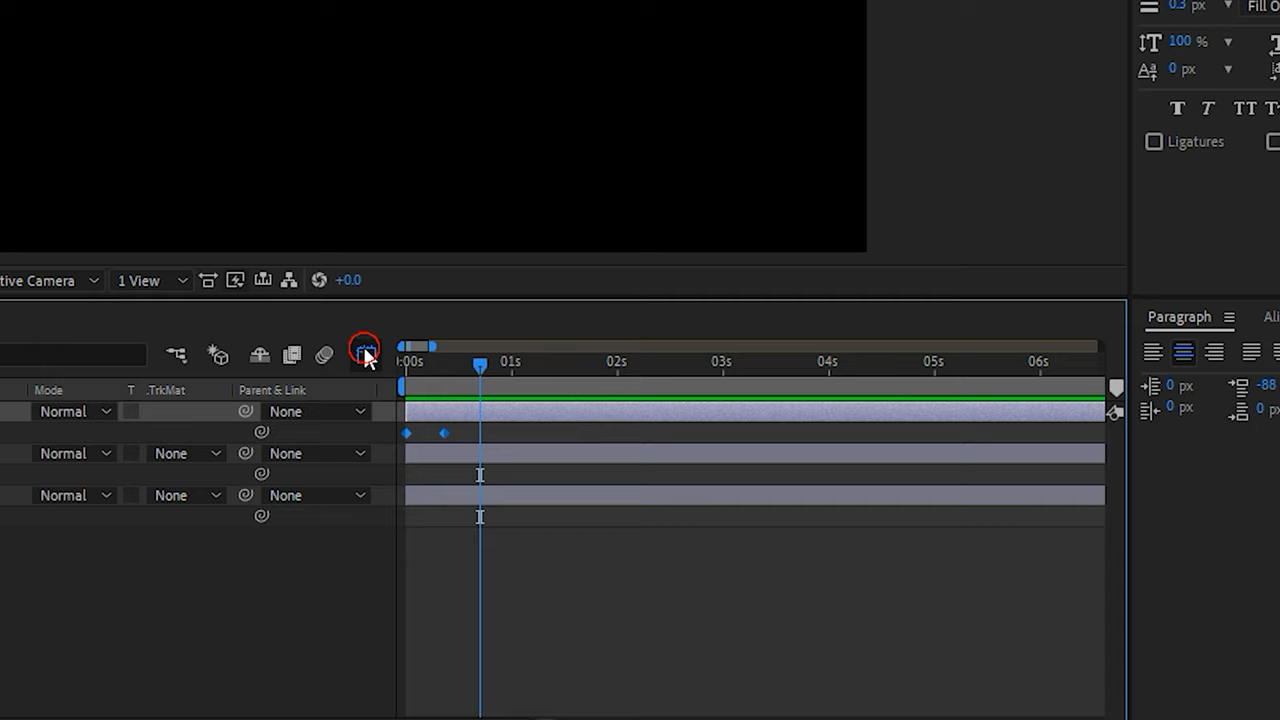 0.3 px Fill O
100 %
0 px
T T TT T
Ligatures
tive Camera 1 View +0.0
Paragraph Ali
:00s 01s 02s 03s 04s 05s 06s
Mode T .TrkMat Parent & Link
0 px -88
Normal None
0 px 0 p
Normal None None
Normal None None